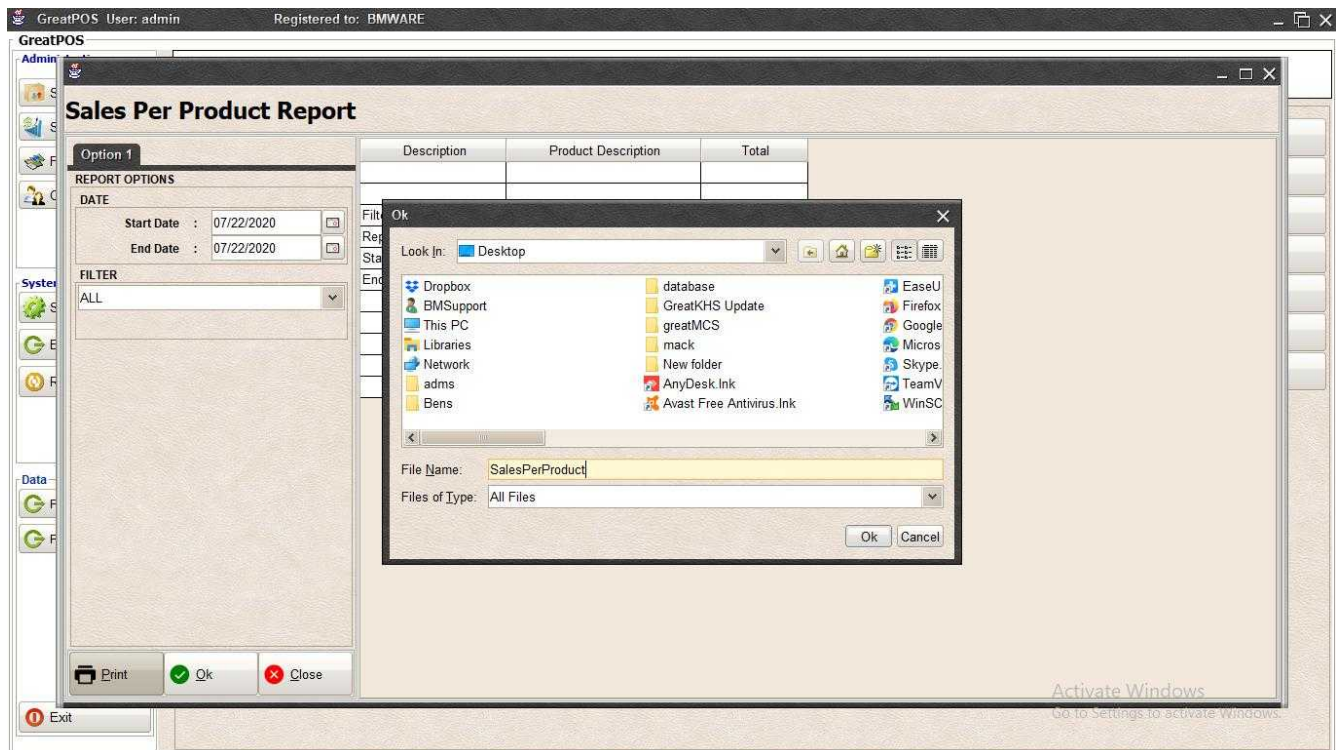 GreatPOS User: admin Registered to: BMWARE
GreatPOS
Sales Per Product Report
Option 1
REPORT OPTIONS
DATE
Start Date : 07/22/2020
End Date : 07/22/2020
FILTER
ALL
Print Ok Close
Description Product Description Total
Ok
Look In: Desktop
Dropbox database EaseU
BMSupport GreatKHS Update Firefox
This PC greatMCS Google
Libraries mack Micros
Network New folder Skype.
adms AnyDesk.lnk TeamV
Bens Avast Free Antivirus.lnk WinSC
File Name: SalesPerProduct
Files of Type: All Files
Ok Cancel
Data
Exit
Activate Windows
Go to Settings to activate Windows.